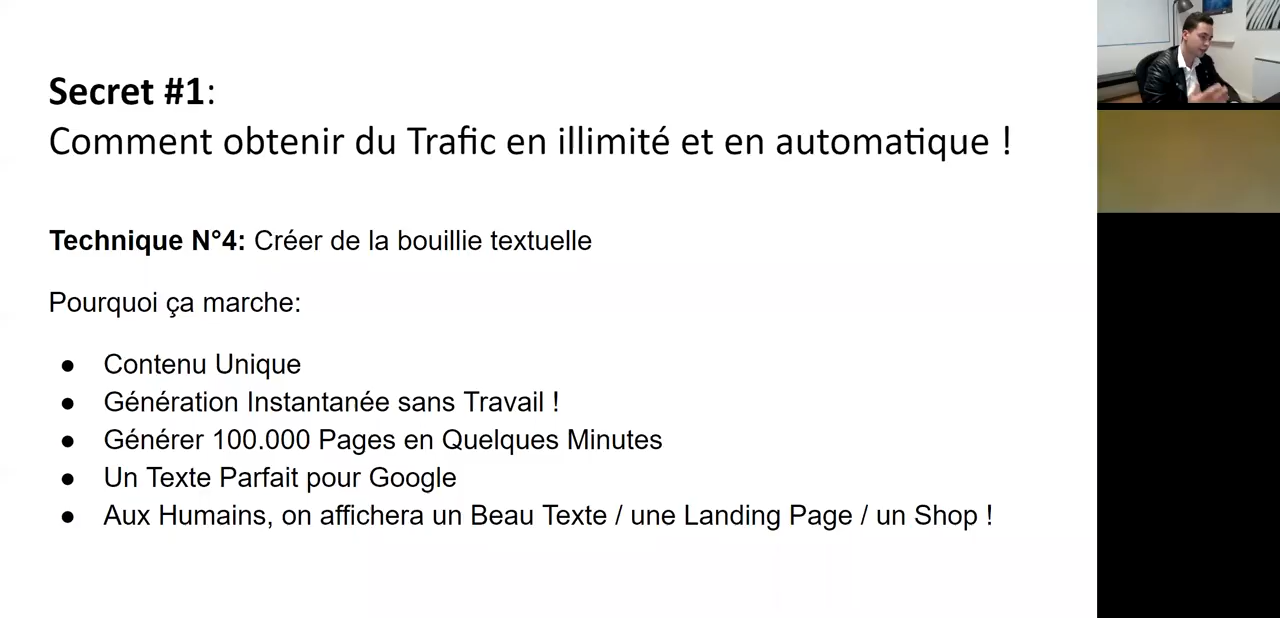 Secret #1:
Comment obtenir du Trafic en illimité et en automatique !
Technique N°4: Créer de la bouillie textuelle
Pourquoi ça marche:
● Contenu Unique
● Génération Instantanée sans Travail !
● Générer 100.000 Pages en Quelques Minutes
● Un Texte Parfait pour Google
● Aux Humains, on affichera un Beau Texte / une Landing Page / un Shop !